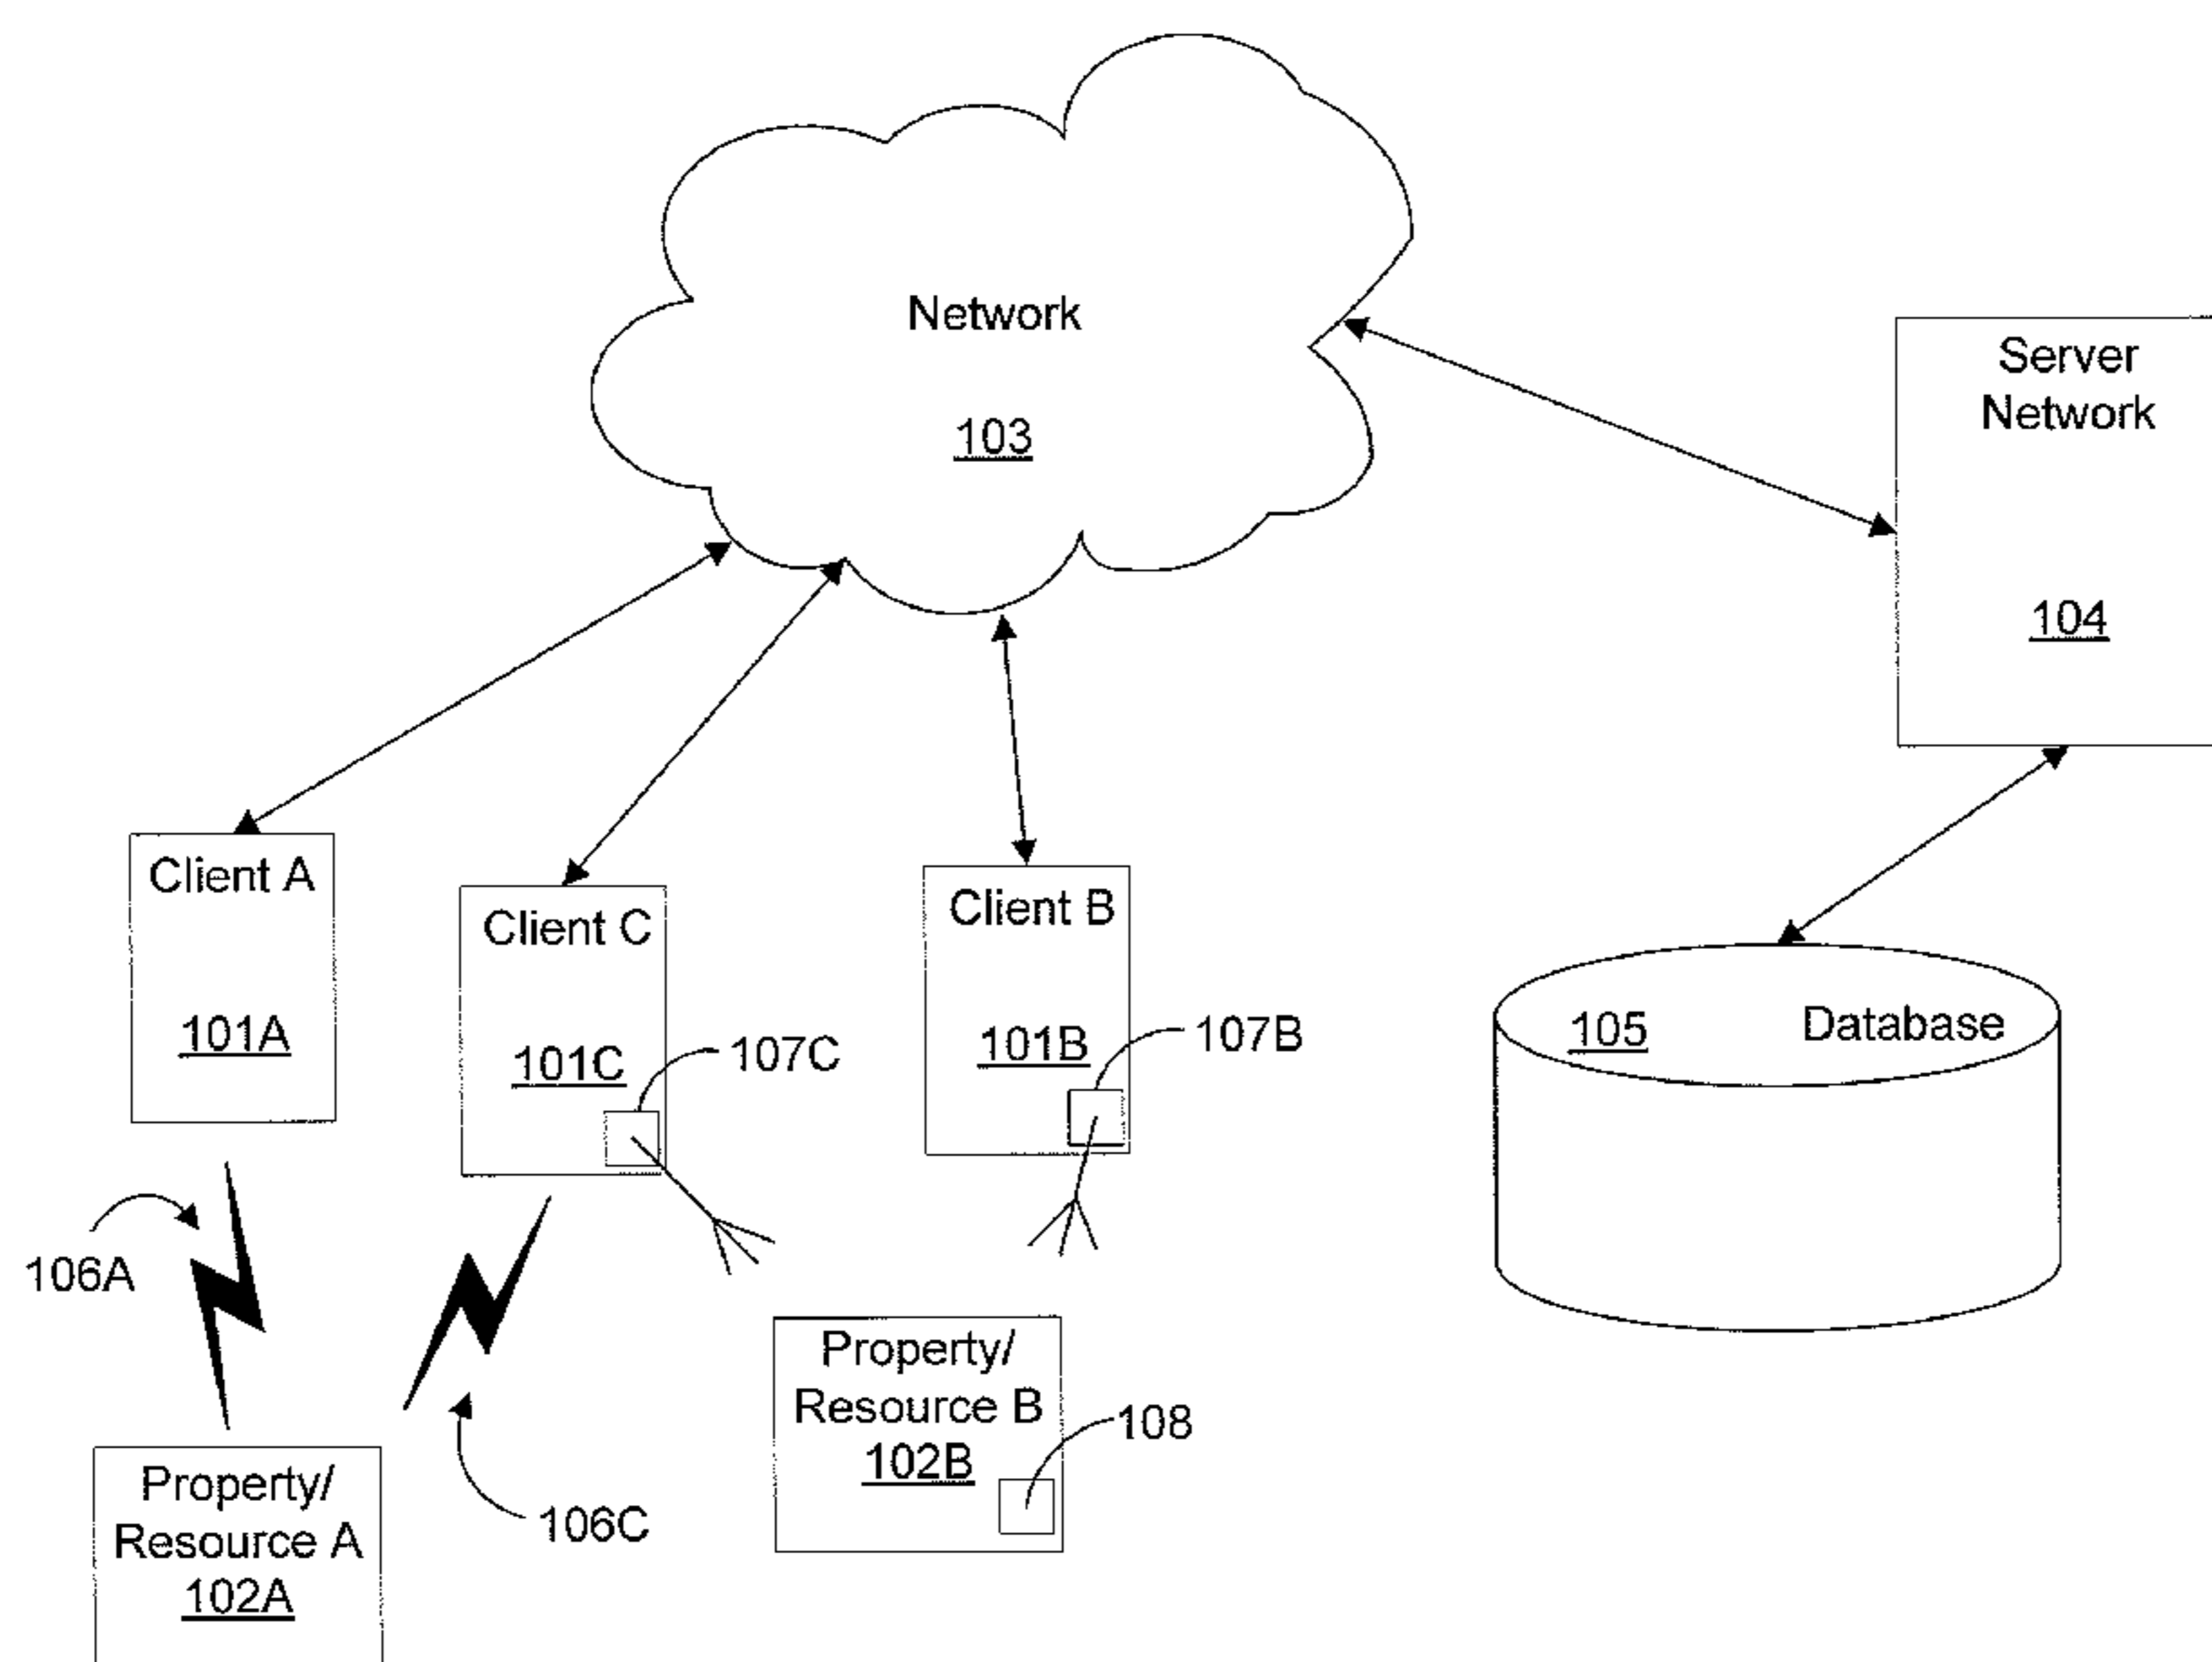 Network
103
Server
Network
104
Client A
101A
Client C
101C
107C
Client B
101B
107B
105
Database
106A
106C
Property/
Resource B
102B
108
Property/
Resource A
102A